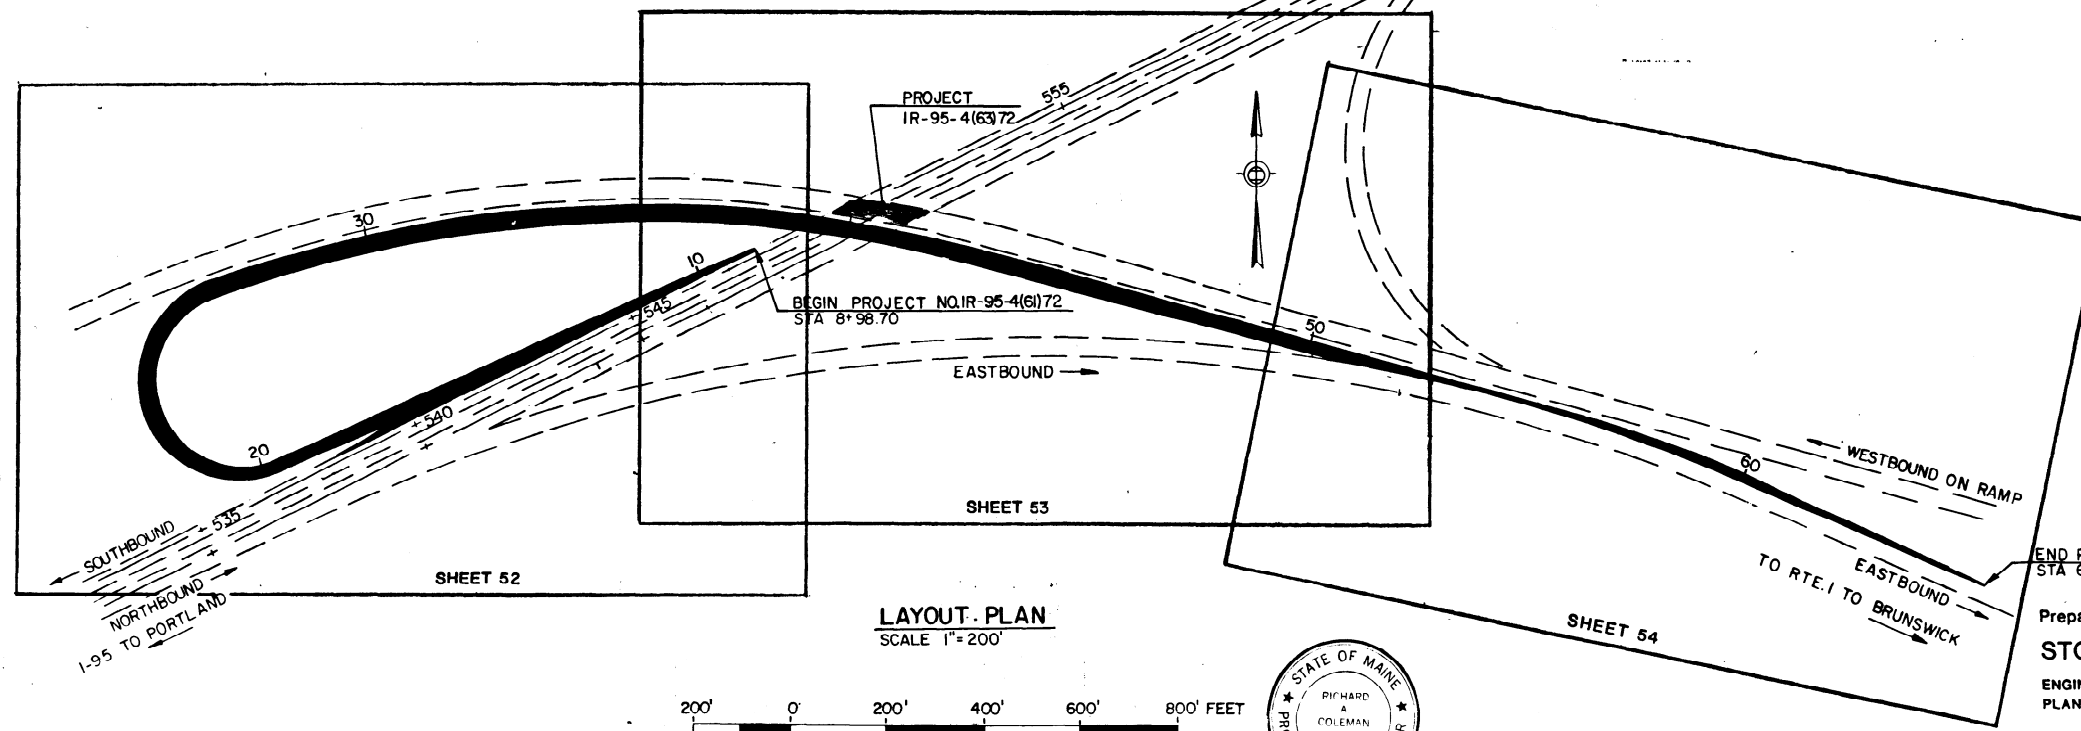 PROJECT
IR-95-4(63)72
555
30
10
545
BEGIN PROJECT NO.IR-95-4(61)72
STA 8+98.70
50
EASTBOUND
540
20
535
SOUTHBOUND
NORTHBOUND
I-95 TO PORTLAND
SHEET 52
SHEET 53
60
WESTBOUND ON RAMP
EASTBOUND
TO RTE. 1 TO BRUNSWICK
SHEET 54
END
STA
LAYOUT PLAN
SCALE 1"=200'
200' 0' 200' 400' 600' 800' FEET
STATE OF MAINE
RICHARD
A
COLEMAN